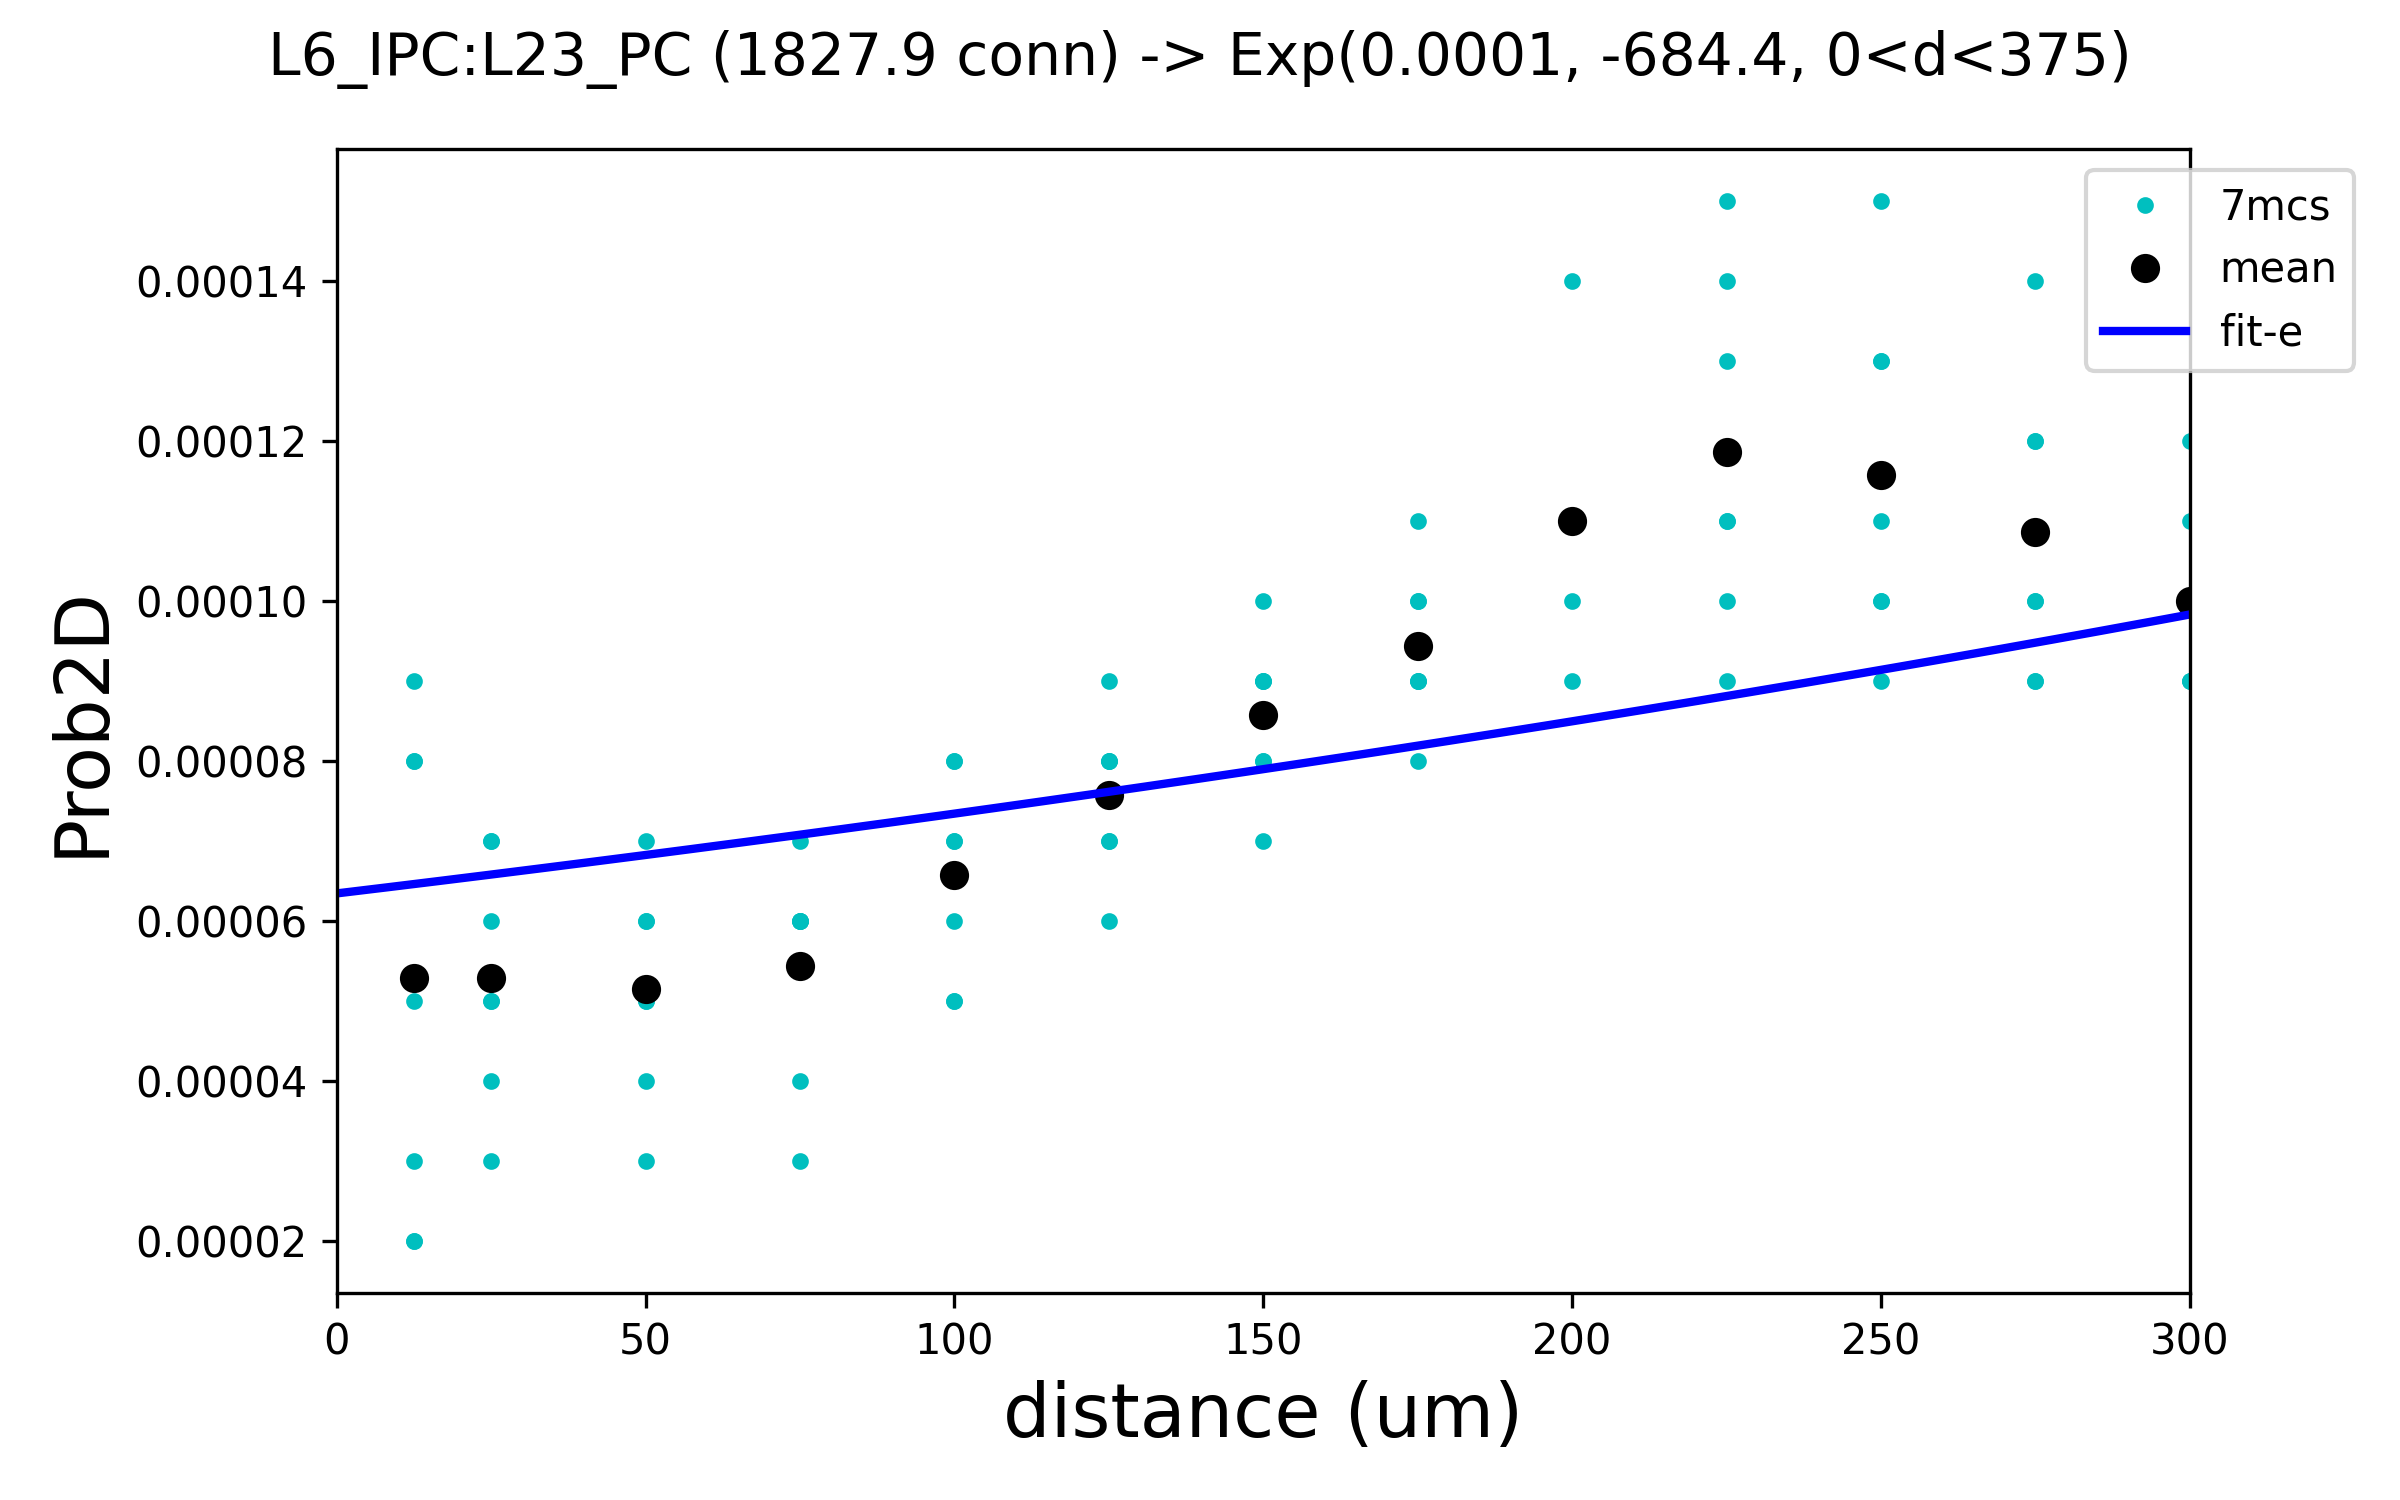 L6_IPC:L23_PC (1827.9 conn) -> Exp(0.0001, -684.4, 0<d<375)
7mcs
mean
fit-e
0.00014
0.00012
0.00010
0.00008
0.00006
0.00004
0.00002
Prob2D
0 50 100 150 200 250 300
distance (um)